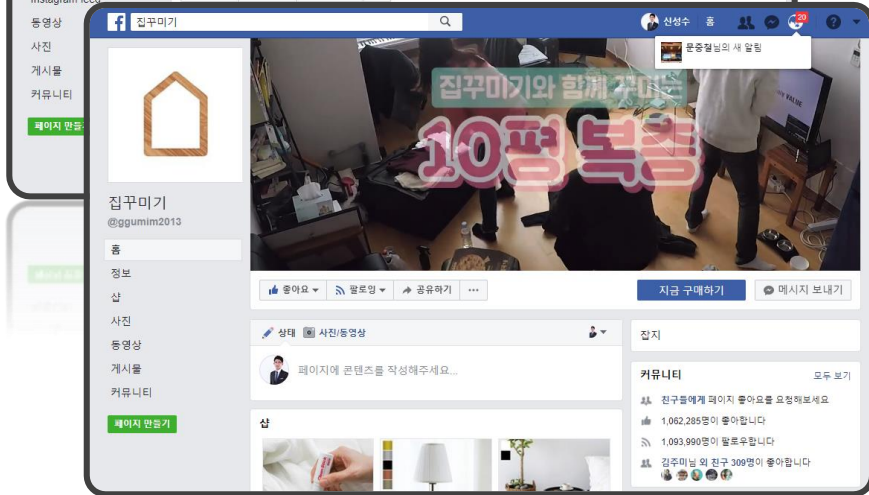 Instagram feed
동영상
사진
게시물
커뮤니티
페이지 만들기
집꾸미기
신성수 홈
20
문중철님의 새 알림
집꾸미기와 함께 꾸미는
10평 복층
VALUE
집꾸미기
@ggumim2013
홈
정보
샵
사진
동영상
게시물
커뮤니티
페이지 만들기
좋아요 팔로잉 공유하기 ...
지금 구매하기 메시지 보내기
상태 사진/동영상
페이지에 콘텐츠를 작성해주세요...
샵
잡지
커뮤니티 모두 보기
친구들에게 페이지 좋아요를 요청해보세요
1,062,285명이 좋아합니다
1,093,990명이 팔로우합니다
김주미님 외 친구 309명이 좋아합니다